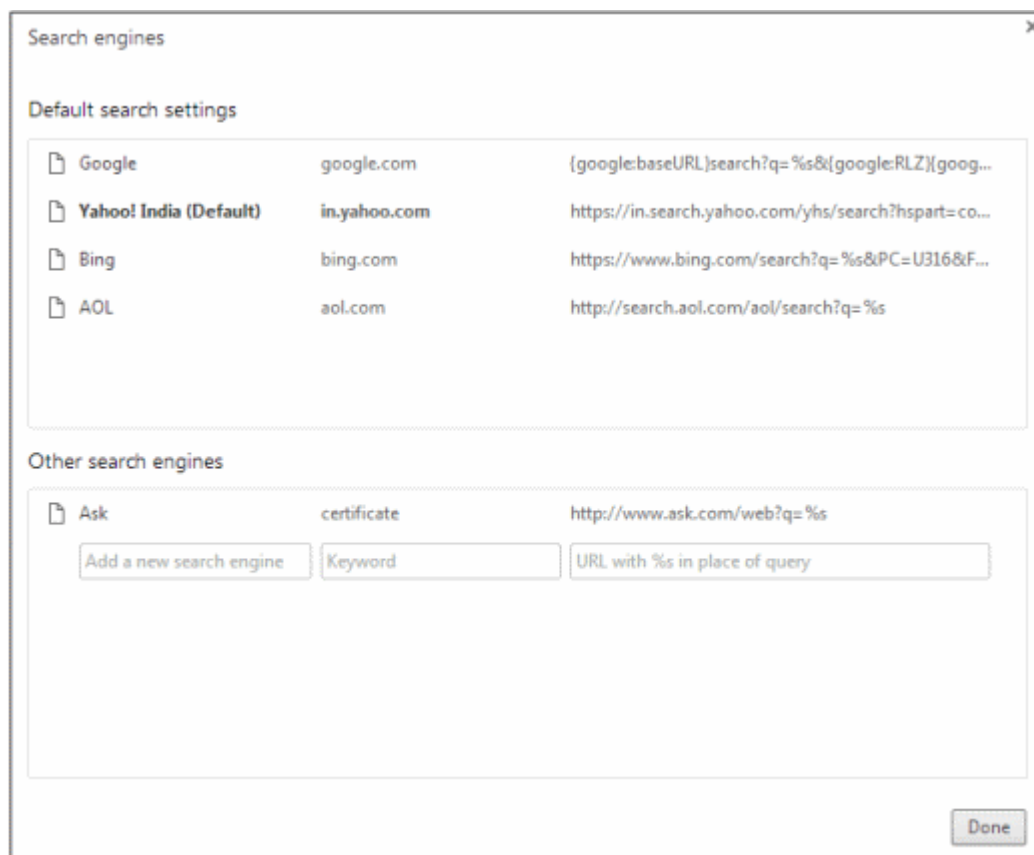 Search engines
Default search settings
Google google.com {google:baseURL}search?q=%s&{google:RLZ}{goog...
Yahoo! India (Default) in.yahoo.com https://in.search.yahoo.com/yhs/search?hspart=co...
Bing bing.com https://www.bing.com/search?q=%s&PC=U316&F...
AOL aol.com http://search.aol.com/aol/search?q=%s
Other search engines
Ask certificate http://www.ask.com/web?q=%s
Add a new search engine Keyword URL with %s in place of query
Done